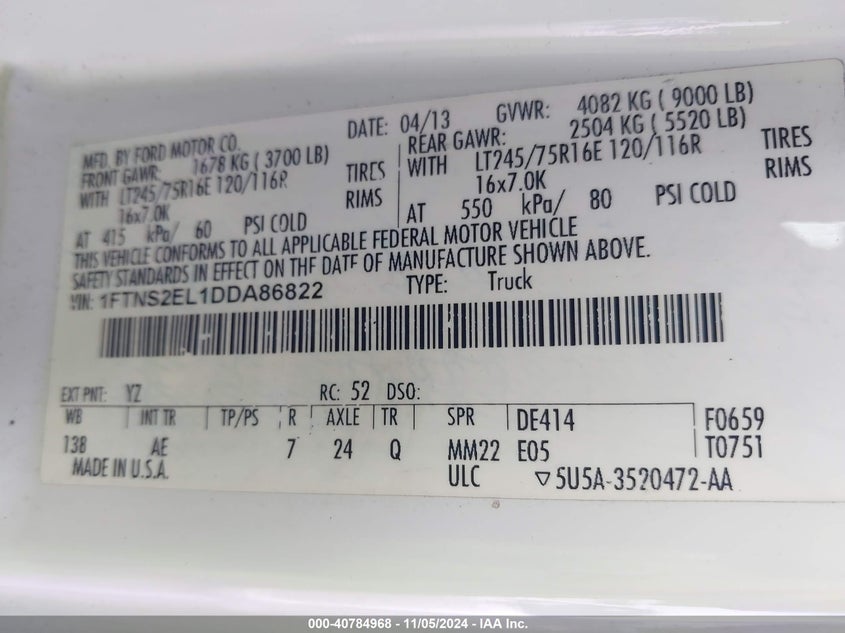 MFD. BY FORD MOTOR CO.
DATE: 04/13 GVWR: 4082 KG ( 9000 LB)
FRONT GAWR: 1678 KG ( 3700 LB)
WITH LT245/75R16E 120/116R TIRES
16x7.0K RIMS
AT 415 kPa/ 60 PSI COLD
REAR GAWR: 2504 KG ( 5520 LB)
WITH LT245/75R16E 120/116R TIRES
16x7.0K RIMS
AT 550 kPa/ 80 PSI COLD
THIS VEHICLE CONFORMS TO ALL APPLICABLE FEDERAL MOTOR VEHICLE
SAFETY STANDARDS IN EFFECT ON THE DATE OF MANUFACTURE SHOWN ABOVE.
VIN: 1FTNS2EL1DDA86822 TYPE: Truck
EXT PNT: YZ RC: 52 DSO:
WB INT TR TP/PS R AXLE TR SPR DE414 F0659
138 AE 7 24 Q MM22 E05 T0751
MADE IN U.S.A. ULC ▽5U5A-3520472-AA
000-40784968 - 11/05/2024 - IAA Inc.